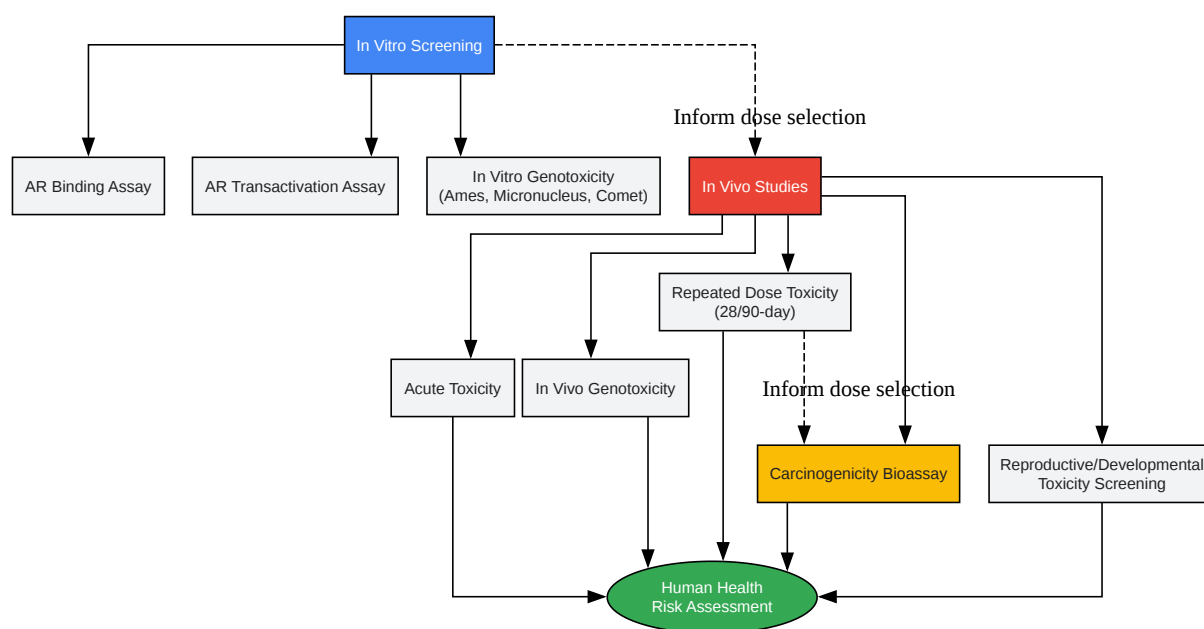 In Vitro Screening
Inform dose selection
AR Binding Assay
AR Transactivation Assay
In Vitro Genotoxicity
(Ames, Micronucleus, Comet)
In Vivo Studies
Repeated Dose Toxicity
(28/90-day)
Acute Toxicity
In Vivo Genotoxicity
Inform dose selection
Carcinogenicity Bioassay
Reproductive/Developmental
Toxicity Screening
Human Health
Risk Assessment